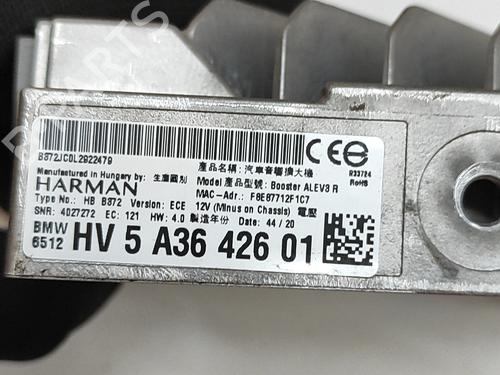 B872JC0L2922479
CE
R33724
RoHS
產品名稱: 汽車音響擴大機
Manufactured in Hungary by: 生產國別
Model 產品型號: Booster ALEV3 R
HARMAN
MAC-Adr.: F8E87712F1C7
Type No.: HB B372 Version: ECE 12V (Minus on Chassis) 電壓
SNR: 4027272 EC: 121 HW: 4.0 製造年份 Date: 44/20
BMW
6512 HV 5 A36 426 01
PARTS